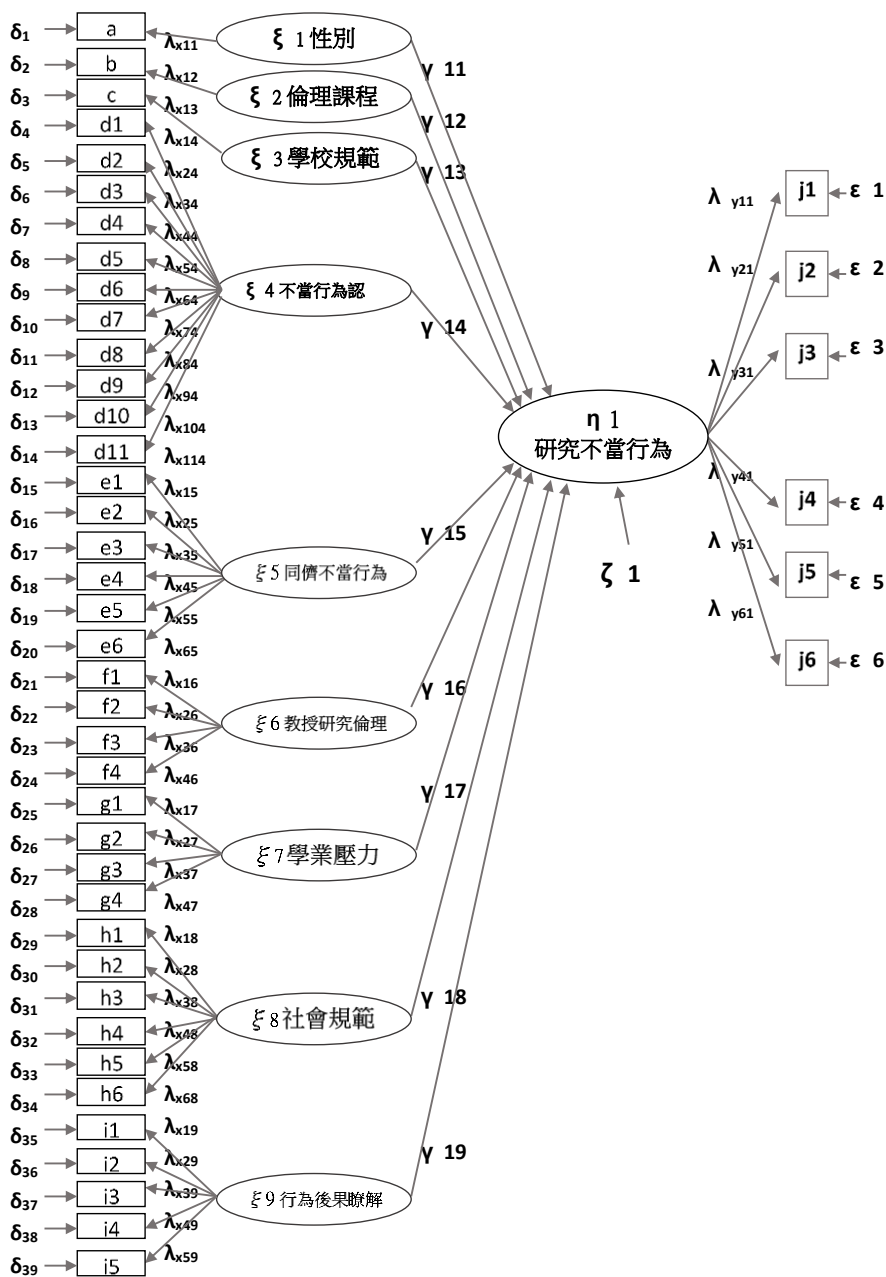 δ1 a λx11 ξ 1性別
δ2 b λx12 ξ 2倫理課程 γ 11
δ3 c λx13 γ 12
δ4 d1 λx14 ξ 3學校規範 γ 13
δ5 d2 λx24
δ6 d3 λx34 λ y11 j1 ε 1
δ7 d4 λx44
δ8 d5 λx54 λ y21 j2 ε 2
δ9 d6 λx64 ξ 4不當行為認
δ10 d7 λx74 γ 14
δ11 d8 λx84 λ y31 j3 ε 3
δ12 d9 λx94
δ13 d10 λx104 η 1
δ14 d11 λx114 研究不當行為
δ15 e1 λx15 λ y41 j4 ε 4
δ16 e2 λx25
δ17 e3 λx35 γ 15
δ18 e4 λx45 ξ5同儕不當行為 ζ 1 λ y51 j5 ε 5
δ19 e5 λx55 λ y61
δ20 e6 λx65 j6 ε 6
δ21 f1 λx16 γ 16
δ22 f2 λx26 ξ6教授研究倫理
δ23 f3 λx36
δ24 f4 λx46
δ25 g1 λx17 γ 17
δ26 g2 λx27
δ27 g3 λx37 ξ7學業壓力
δ28 g4 λx47
δ29 h1 λx18
δ30 h2 λx28
δ31 h3 λx38 γ 18
δ32 h4 λx48 ξ8社會規範
δ33 h5 λx58
δ34 h6 λx68
δ35 i1 λx19
δ36 i2 λx29 γ 19
δ37 i3 λx39 ξ9行為後果瞭解
δ38 i4 λx49
δ39 i5 λx59